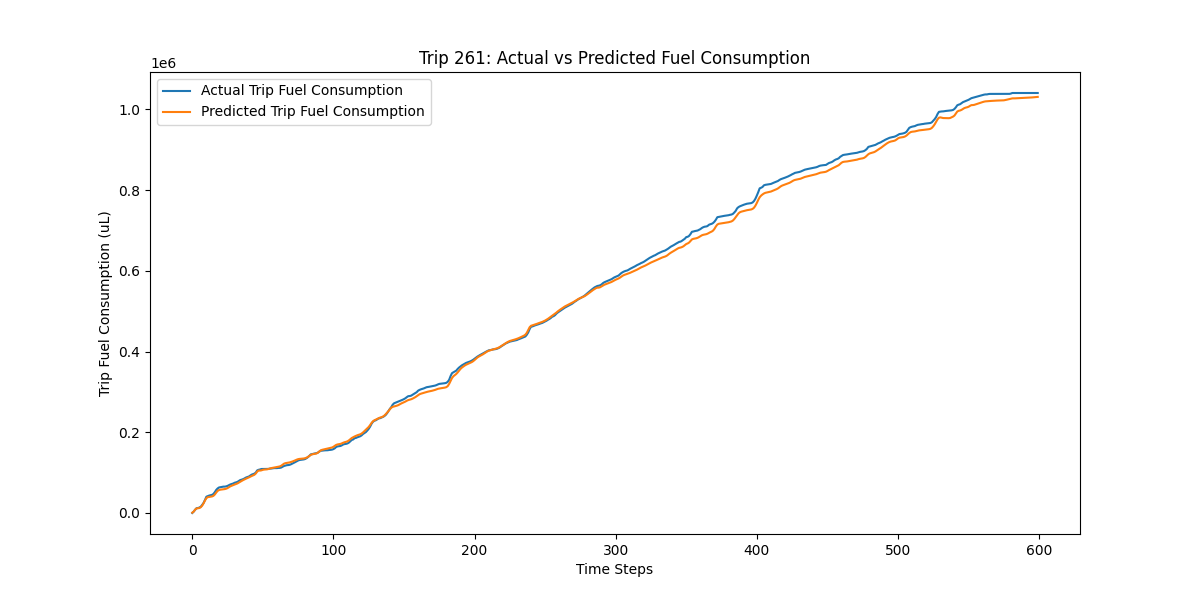 Trip 261: Actual vs Predicted Fuel Consumption
1e6
Actual Trip Fuel Consumption
Predicted Trip Fuel Consumption
1.0
0.8
0.6
0.4
0.2
0.0
Trip Fuel Consumption (uL)
0 100 200 300 400 500 600
Time Steps